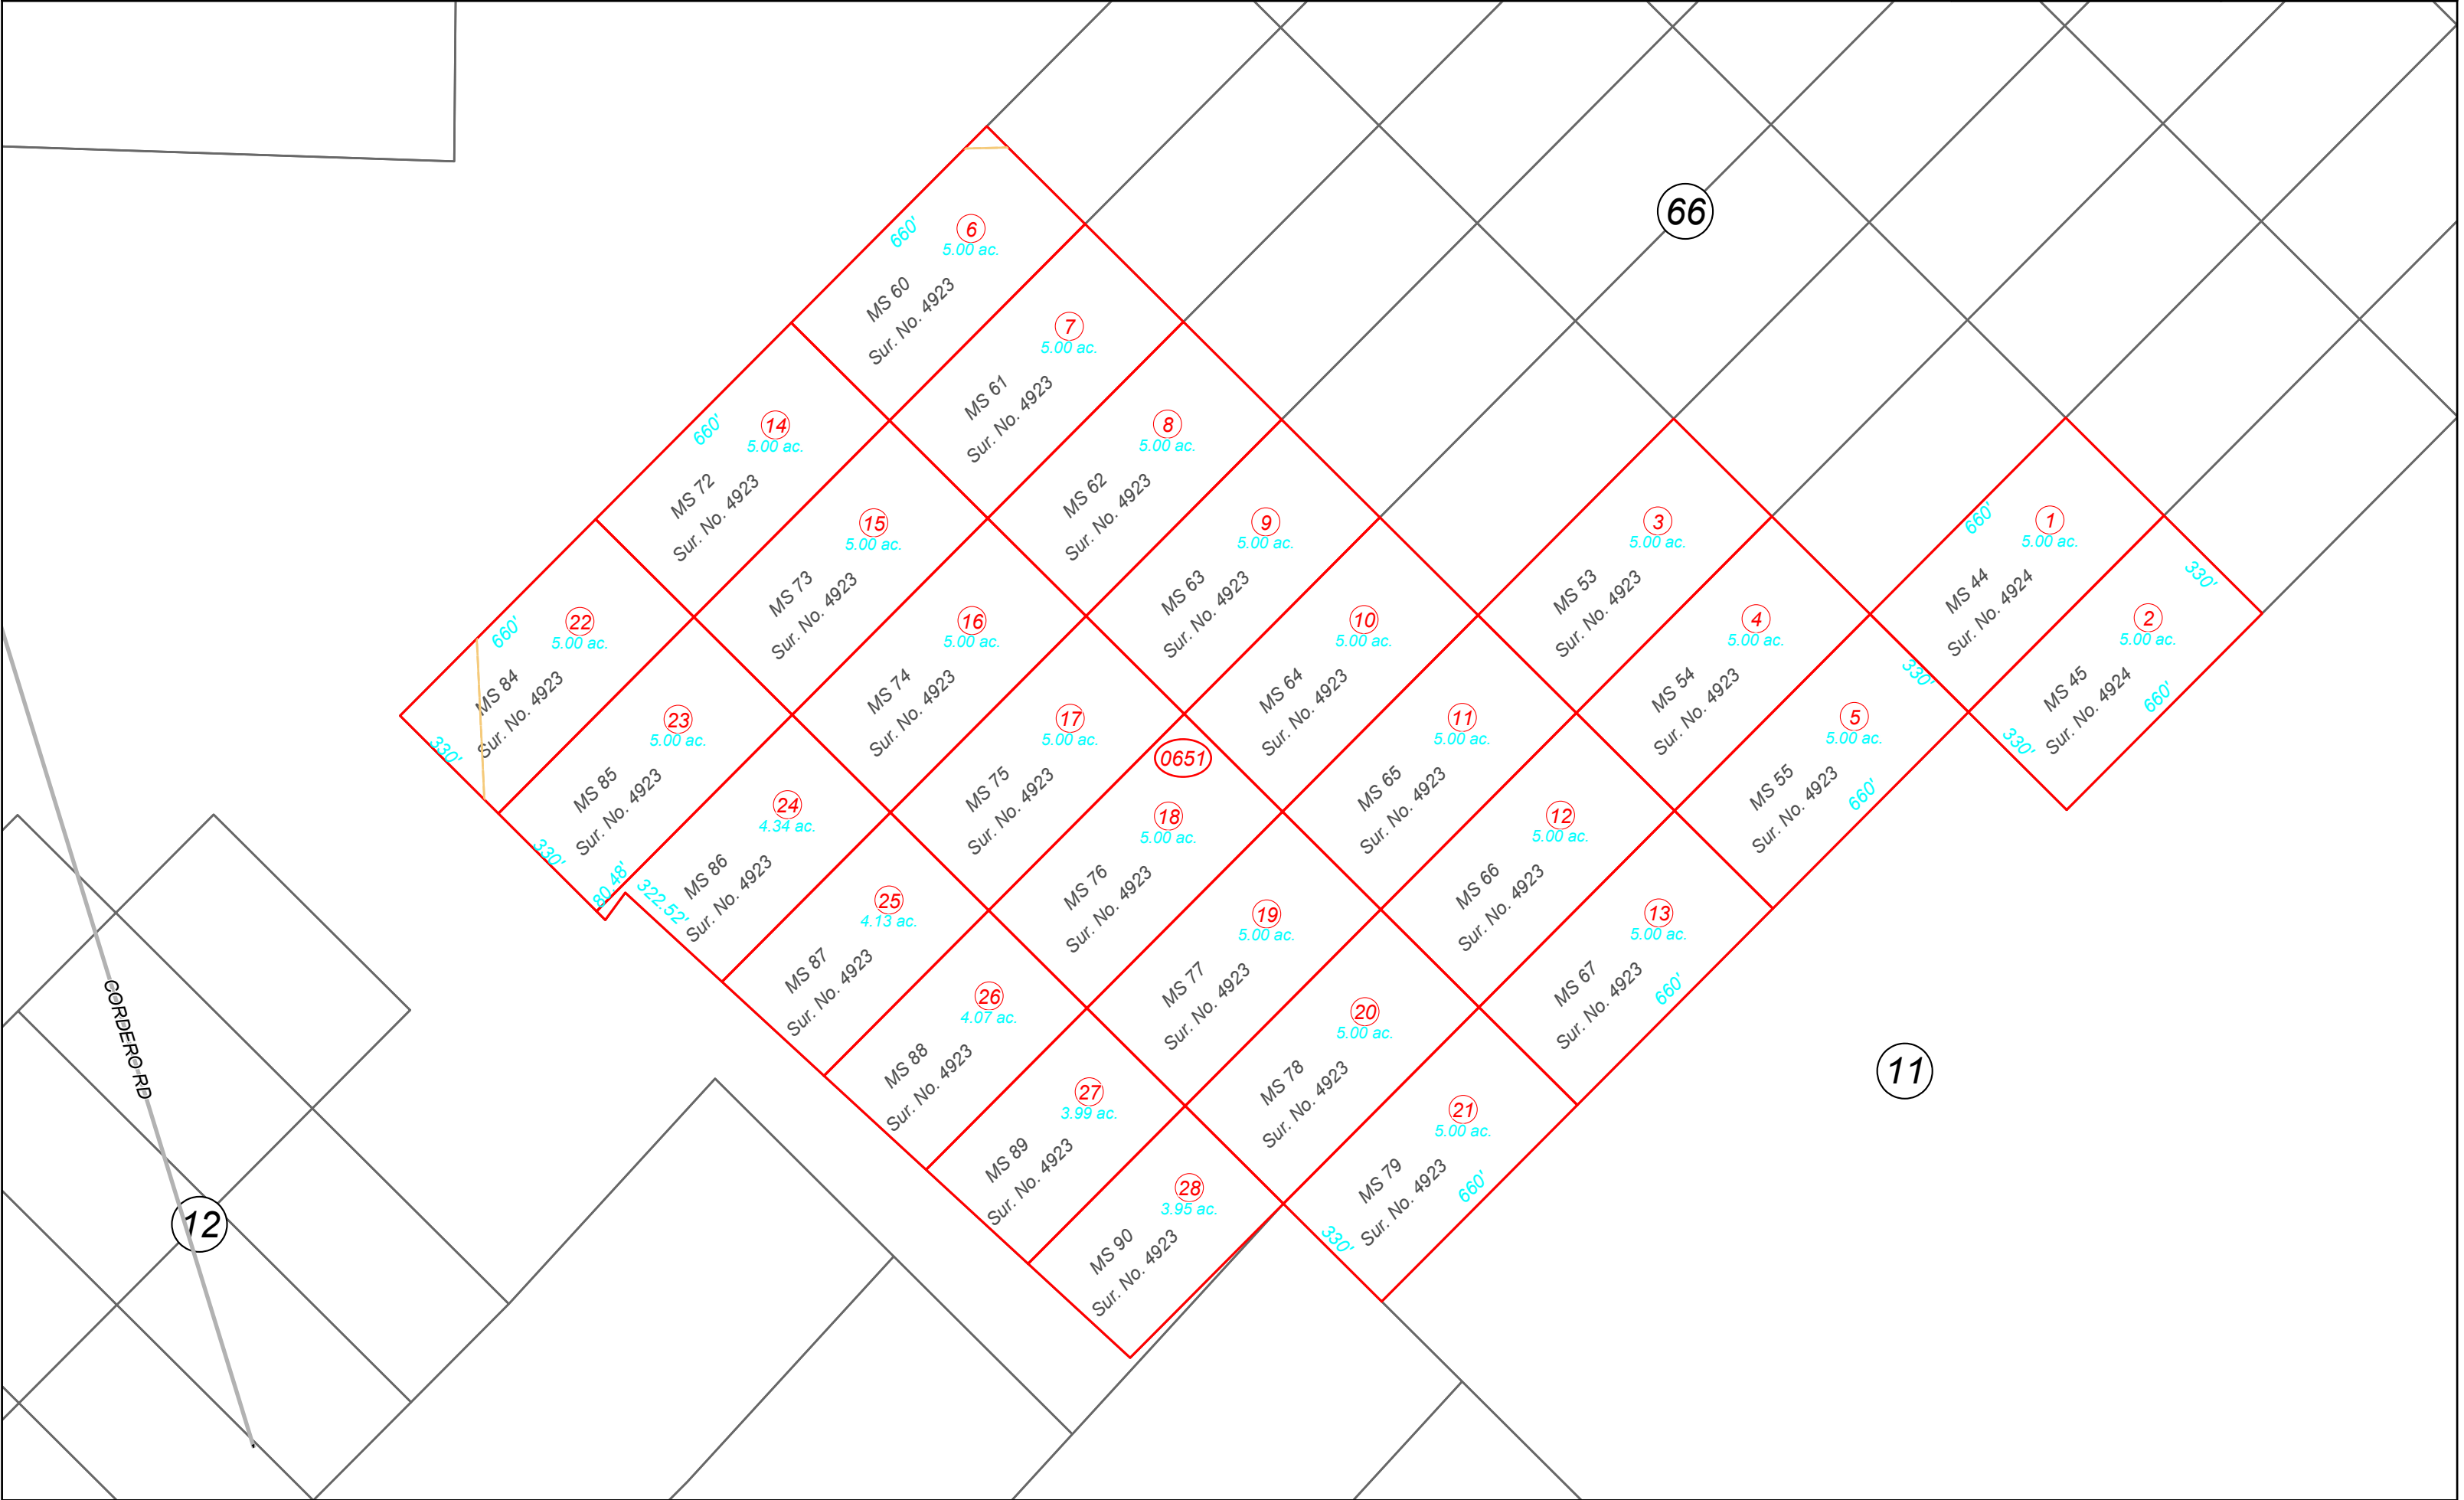 66
660'
6
5.00 ac.
MS 60
Sur. No. 4923
7
5.00 ac.
MS 61
Sur. No. 4923
8
5.00 ac.
MS 62
Sur. No. 4923
9
5.00 ac.
MS 63
Sur. No. 4923
10
5.00 ac.
MS 64
Sur. No. 4923
11
5.00 ac.
MS 65
Sur. No. 4923
12
5.00 ac.
MS 66
Sur. No. 4923
13
5.00 ac.
MS 67
Sur. No. 4923
660'
3
5.00 ac.
MS 53
Sur. No. 4923
4
5.00 ac.
MS 54
Sur. No. 4923
330'
5
5.00 ac.
MS 55
Sur. No. 4923
660'
660'
1
5.00 ac.
MS 44
Sur. No. 4924
330'
2
5.00 ac.
MS 45
Sur. No. 4924
660'
330'
660'
14
5.00 ac.
MS 72
Sur. No. 4923
15
5.00 ac.
MS 73
Sur. No. 4923
16
5.00 ac.
MS 74
Sur. No. 4923
17
5.00 ac.
MS 75
Sur. No. 4923
0651
18
5.00 ac.
MS 76
Sur. No. 4923
19
5.00 ac.
MS 77
Sur. No. 4923
20
5.00 ac.
MS 78
Sur. No. 4923
21
5.00 ac.
MS 79
Sur. No. 4923
660'
330'
660'
22
5.00 ac.
MS 84
Sur. No. 4923
330'
23
5.00 ac.
MS 85
Sur. No. 4923
330'
80.48'
322.52'
24
4.34 ac.
MS 86
Sur. No. 4923
25
4.13 ac.
MS 87
Sur. No. 4923
26
4.07 ac.
MS 88
Sur. No. 4923
27
3.99 ac.
MS 89
Sur. No. 4923
28
3.95 ac.
MS 90
Sur. No. 4923
11
CORDERO RD
12